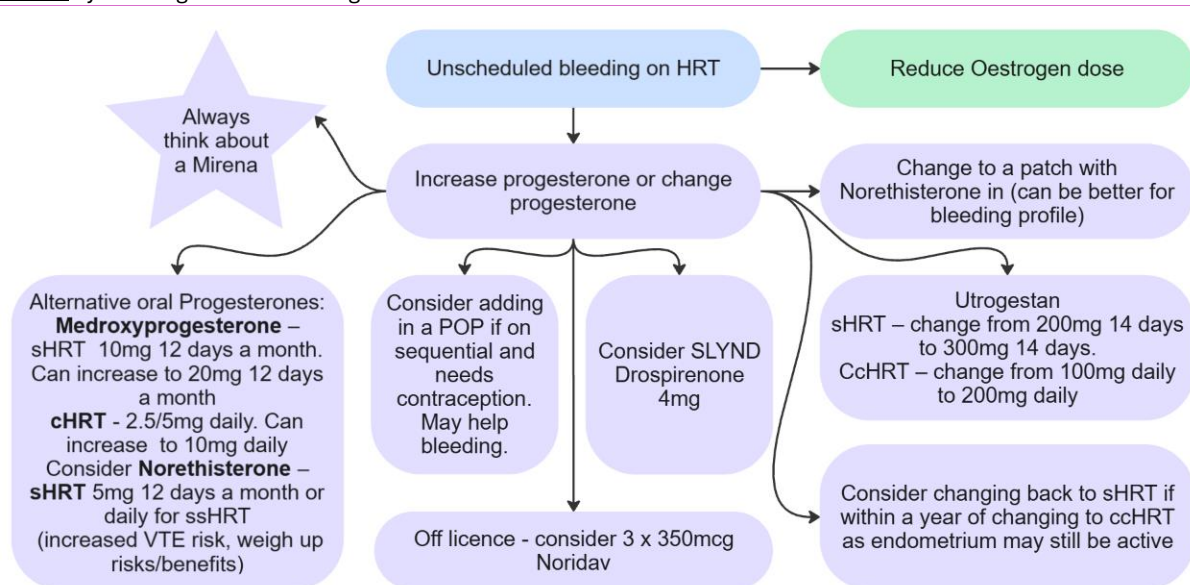 Unscheduled bleeding on HRT
Reduce Oestrogen dose
Always
think about
a Mirena
Increase progesterone or change
progesterone
Change to a patch with
Norethisterone in (can be better for
bleeding profile)
Alternative oral Progesterones:
Medroxyprogesterone –
sHRT 10mg 12 days a month.
Can increase to 20mg 12 days
a month
cHRT - 2.5/5mg daily. Can
increase to 10mg daily
Consider Norethisterone –
sHRT 5mg 12 days a month or
daily for ssHRT
(increased VTE risk, weigh up
risks/benefits)
Consider adding
in a POP if on
sequential and
needs
contraception.
May help
bleeding.
Consider SLYND
Drospirenone
4mg
Utrogestan
sHRT – change from 200mg 14 days
to 300mg 14 days.
CcHRT – change from 100mg daily
to 200mg daily
Off licence - consider 3 x 350mcg
Noridav
Consider changing back to sHRT if
within a year of changing to ccHRT
as endometrium may still be active